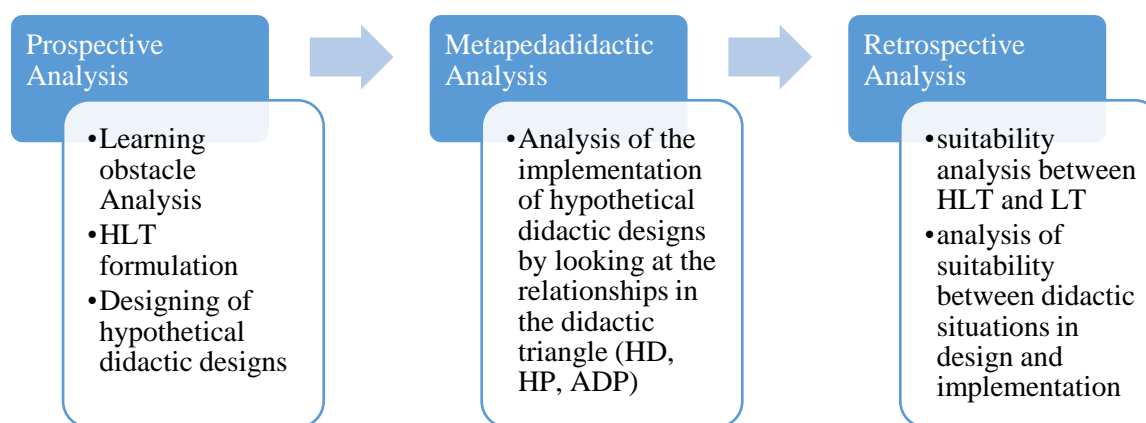 Prospective
Analysis
•Learning
obstacle
Analysis
•HLT
formulation
•Designing of
hypothetical
didactic designs
Metapedadidactic
Analysis
•Analysis of the
implementation
of hypothetical
didactic designs
by looking at the
relationships in
the didactic
triangle (HD,
HP, ADP)
Retrospective
Analysis
•suitability
analysis between
HLT and LT
•analysis of
suitability
between didactic
situations in
design and
implementation